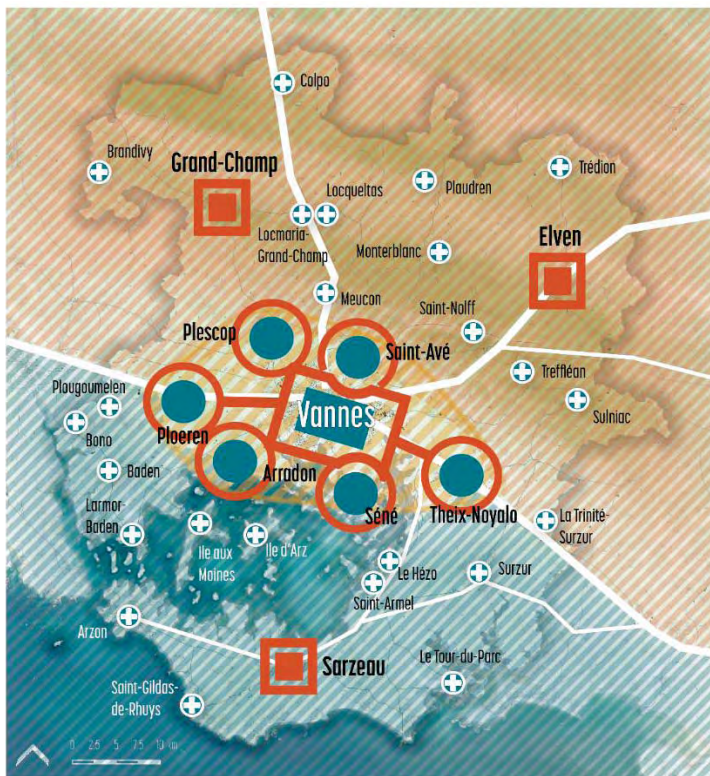 Colpo
Brandivy
Grand-Champ
Locqueltas
Plaudren
Trédion
Locmaria-
Grand-Champ
Monterblanc
Elven
Meucon
Saint-Nolff
Plescop
Saint-Avé
Treffléan
Sulniac
Plougoumelen
Bono
Ploeren
Vannes
Baden
Arradon
Larmor-
Baden
Séné
Theix-Noyalo
La Trinité-
Surzur
Ile aux
Moines
Ile d'Arz
Le Hézo
Saint-Armel
Surzur
Arzon
Sarzeau
Le Tour-du-Parc
Saint-Gildas-
de-Rhuys
0 2,5 5 7,5 10 km